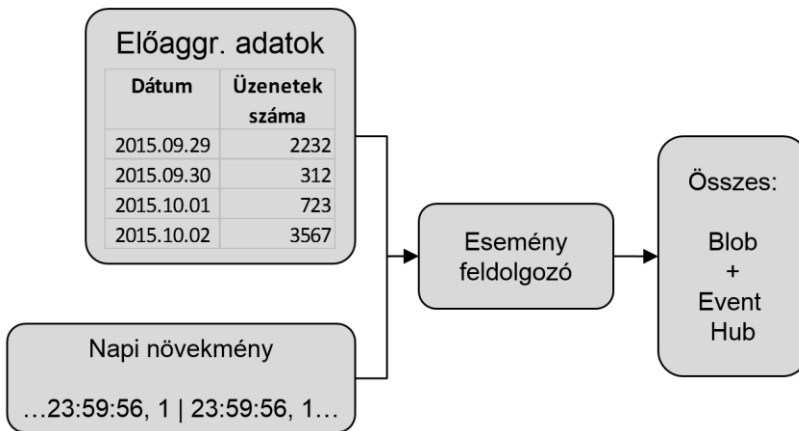 Előaggr. adatok
Dátum Üzenetek száma
2015.09.29 2232
2015.09.30 312
2015.10.01 723
2015.10.02 3567
Napi növekmény
…23:59:56, 1 | 23:59:56, 1…
Esemény
feldolgozó
Összes:
Blob
+
Event
Hub